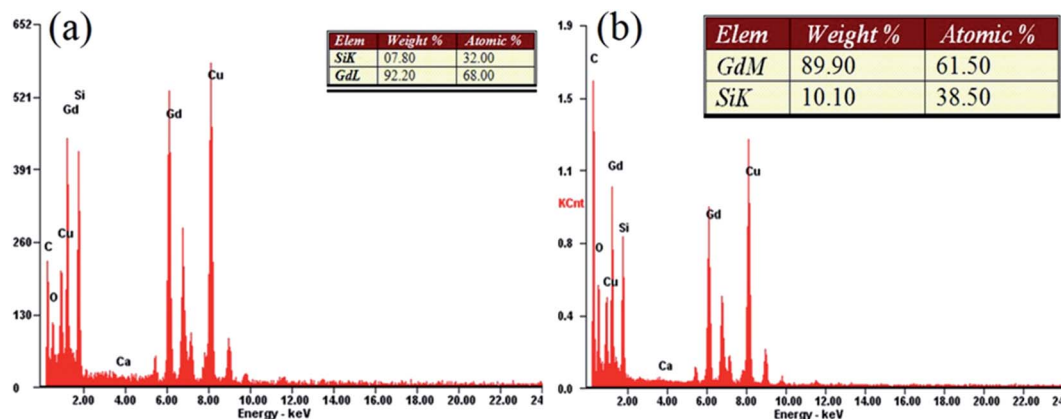 (a)
652
521
391
260
130
0
C
O
Cu
Gd
Si
Ca
Gd
Cu
Elem Weight % Atomic %
SiK 07.80 32.00
GdL 92.20 68.00
2.00 4.00 6.00 8.00 10.00 12.00 14.00 16.00 18.00 20.00 22.00 24
Energy - keV
(b)
1.9
1.5
1.1
KCnt
0.8
0.4
0.0
C
O
Cu
Gd
Si
Ca
Gd
Cu
Elem Weight % Atomic %
GdM 89.90 61.50
SiK 10.10 38.50
2.00 4.00 6.00 8.00 10.00 12.00 14.00 16.00 18.00 20.00 22.00 24
Energy - keV